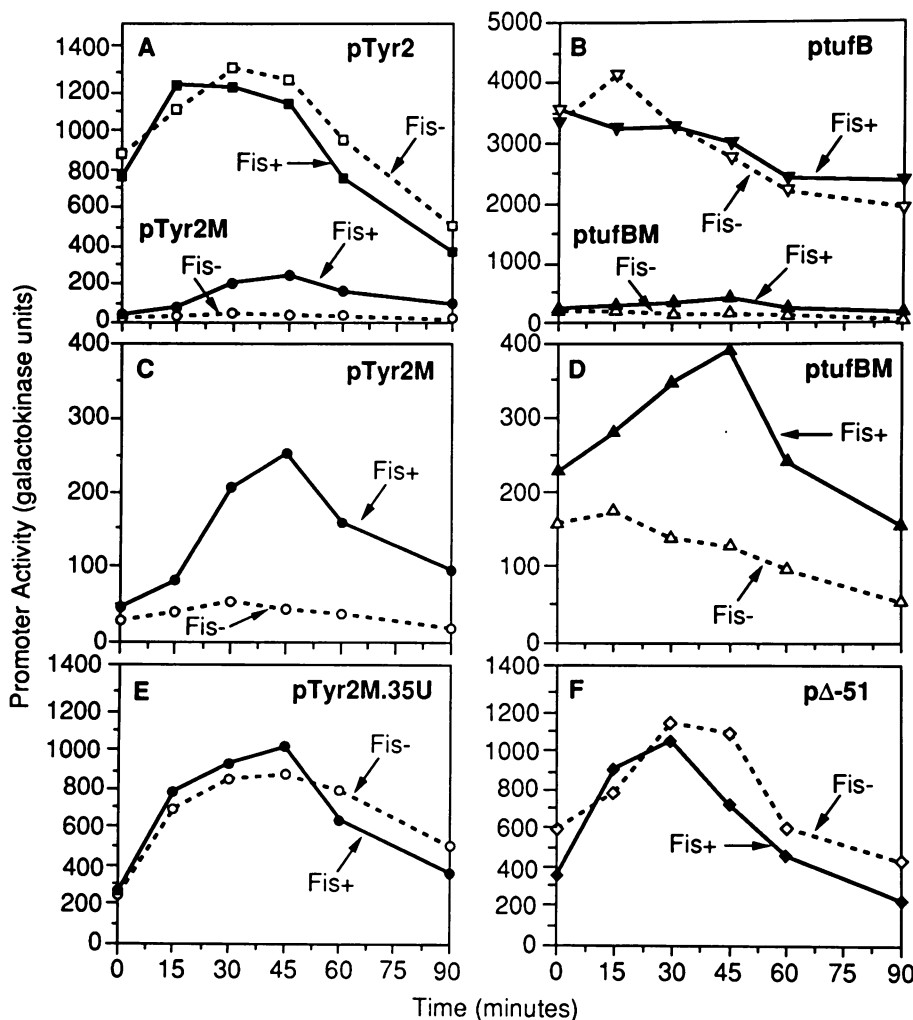 Promoter Activity (galactokinase units)
A
pTyr2
1400
1200
1000
800
600
400
200
0
Fis-
Fis+
pTyr2M
Fis-
Fis+
B
ptufB
5000
4000
3000
2000
1000
0
Fis+
Fis-
ptufBM
Fis-
Fis+
C
pTyr2M
400
300
200
100
0
Fis+
Fis-
D
ptufBM
400
300
200
100
0
Fis+
Fis-
E
pTyr2M.35U
1400
1200
1000
800
600
400
200
0
Fis-
Fis+
0 15 30 45 60 75 90
F
pΔ-51
1400
1200
1000
800
600
400
200
0
Fis-
Fis+
0 15 30 45 60 75 90
Time (minutes)